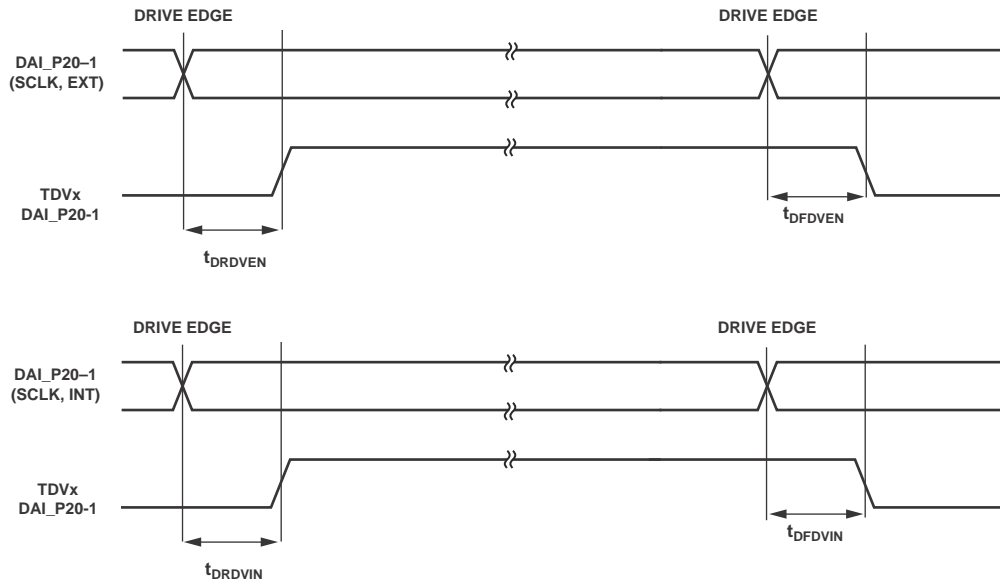 DRIVE EDGE DRIVE EDGE
DAI_P20–1
(SCLK, EXT)
TDVx
DAI_P20-1
tDFDVEN
tDRDVEN
DRIVE EDGE DRIVE EDGE
DAI_P20–1
(SCLK, INT)
TDVx
DAI_P20-1
tDFDVIN
tDRDVIN